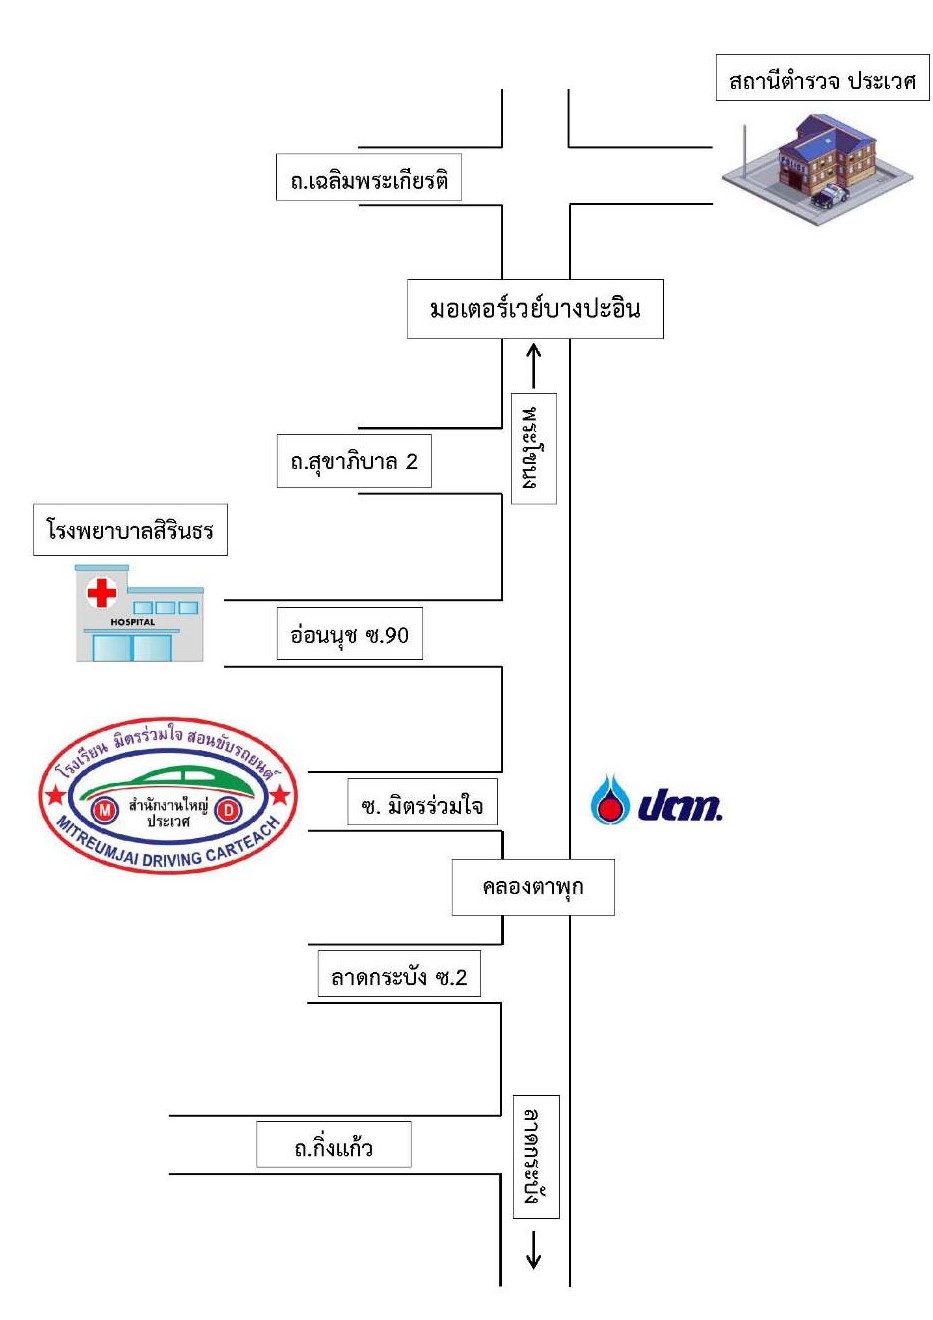 สถานีตำรวจ ประเวศ
ถ.เฉลิมพระเกียรติ
มอเตอร์เวย์บางปะอิน
พระโขนง
ถ.สุขาภิบาล 2
โรงพยาบาลสิรินธร
HOSPITAL
อ่อนนุช ซ.90
โรงเรียน มิตรร่วมใจ สอนขับรถยนต์
M
สำนักงานใหญ่
ประเวศ
D
MITREUMJAI DRIVING CARTEACH
ซ. มิตรร่วมใจ
ปตท.
คลองตาพุก
ลาดกระบัง ซ.2
ถ.กิ่งแก้ว
ลาดกระบัง